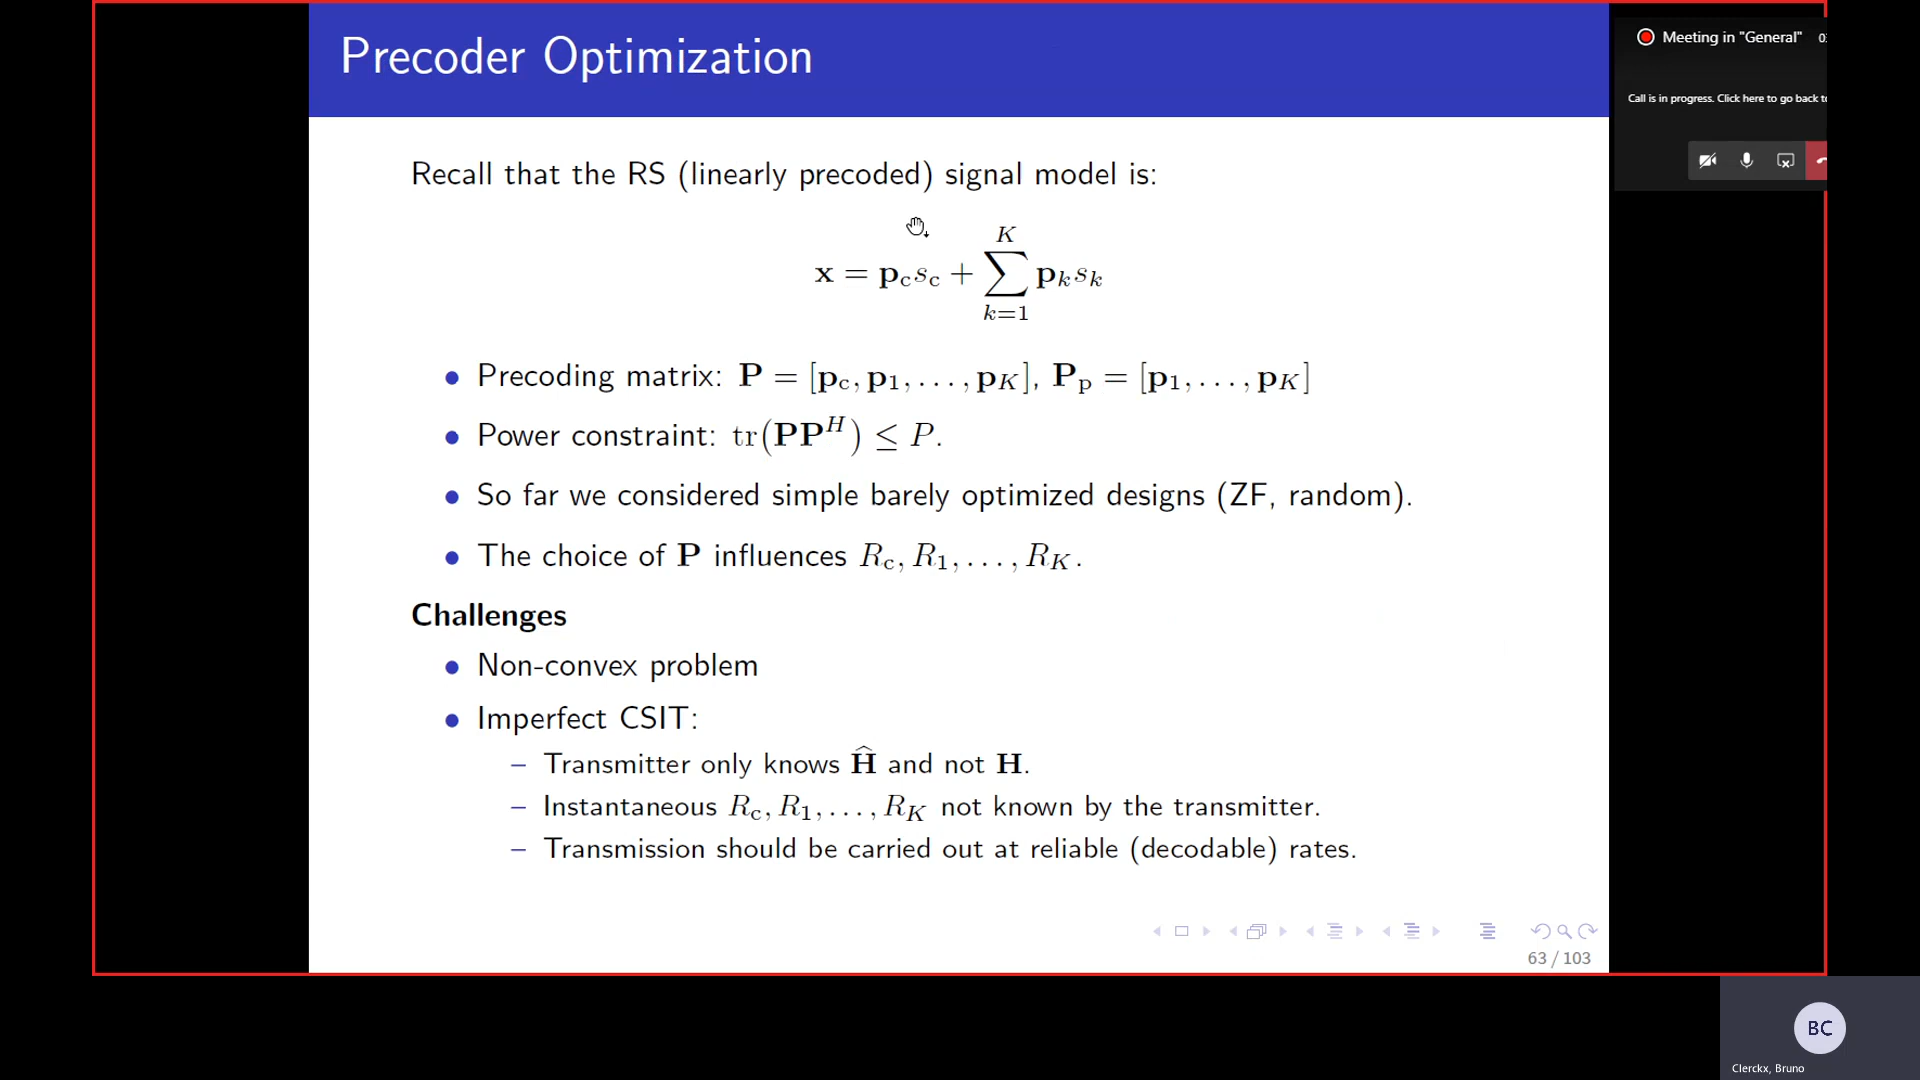 Precoder Optimization
Meeting in "General"
Call is in progress. Click here to go back
Recall that the RS (linearly precoded) signal model is:
x = p_c s_c + ∑_{k=1}^{K} p_k s_k
• Precoding matrix: P = [p_c, p_1, . . . , p_K], P_p = [p_1, . . . , p_K]
• Power constraint: tr(PP^H) ≤ P.
• So far we considered simple barely optimized designs (ZF, random).
• The choice of P influences R_c, R_1, . . . , R_K.
Challenges
• Non-convex problem
• Imperfect CSIT:
– Transmitter only knows Ĥ and not H.
– Instantaneous R_c, R_1, . . . , R_K not known by the transmitter.
– Transmission should be carried out at reliable (decodable) rates.
63 / 103
BC
Clerckx, Bruno